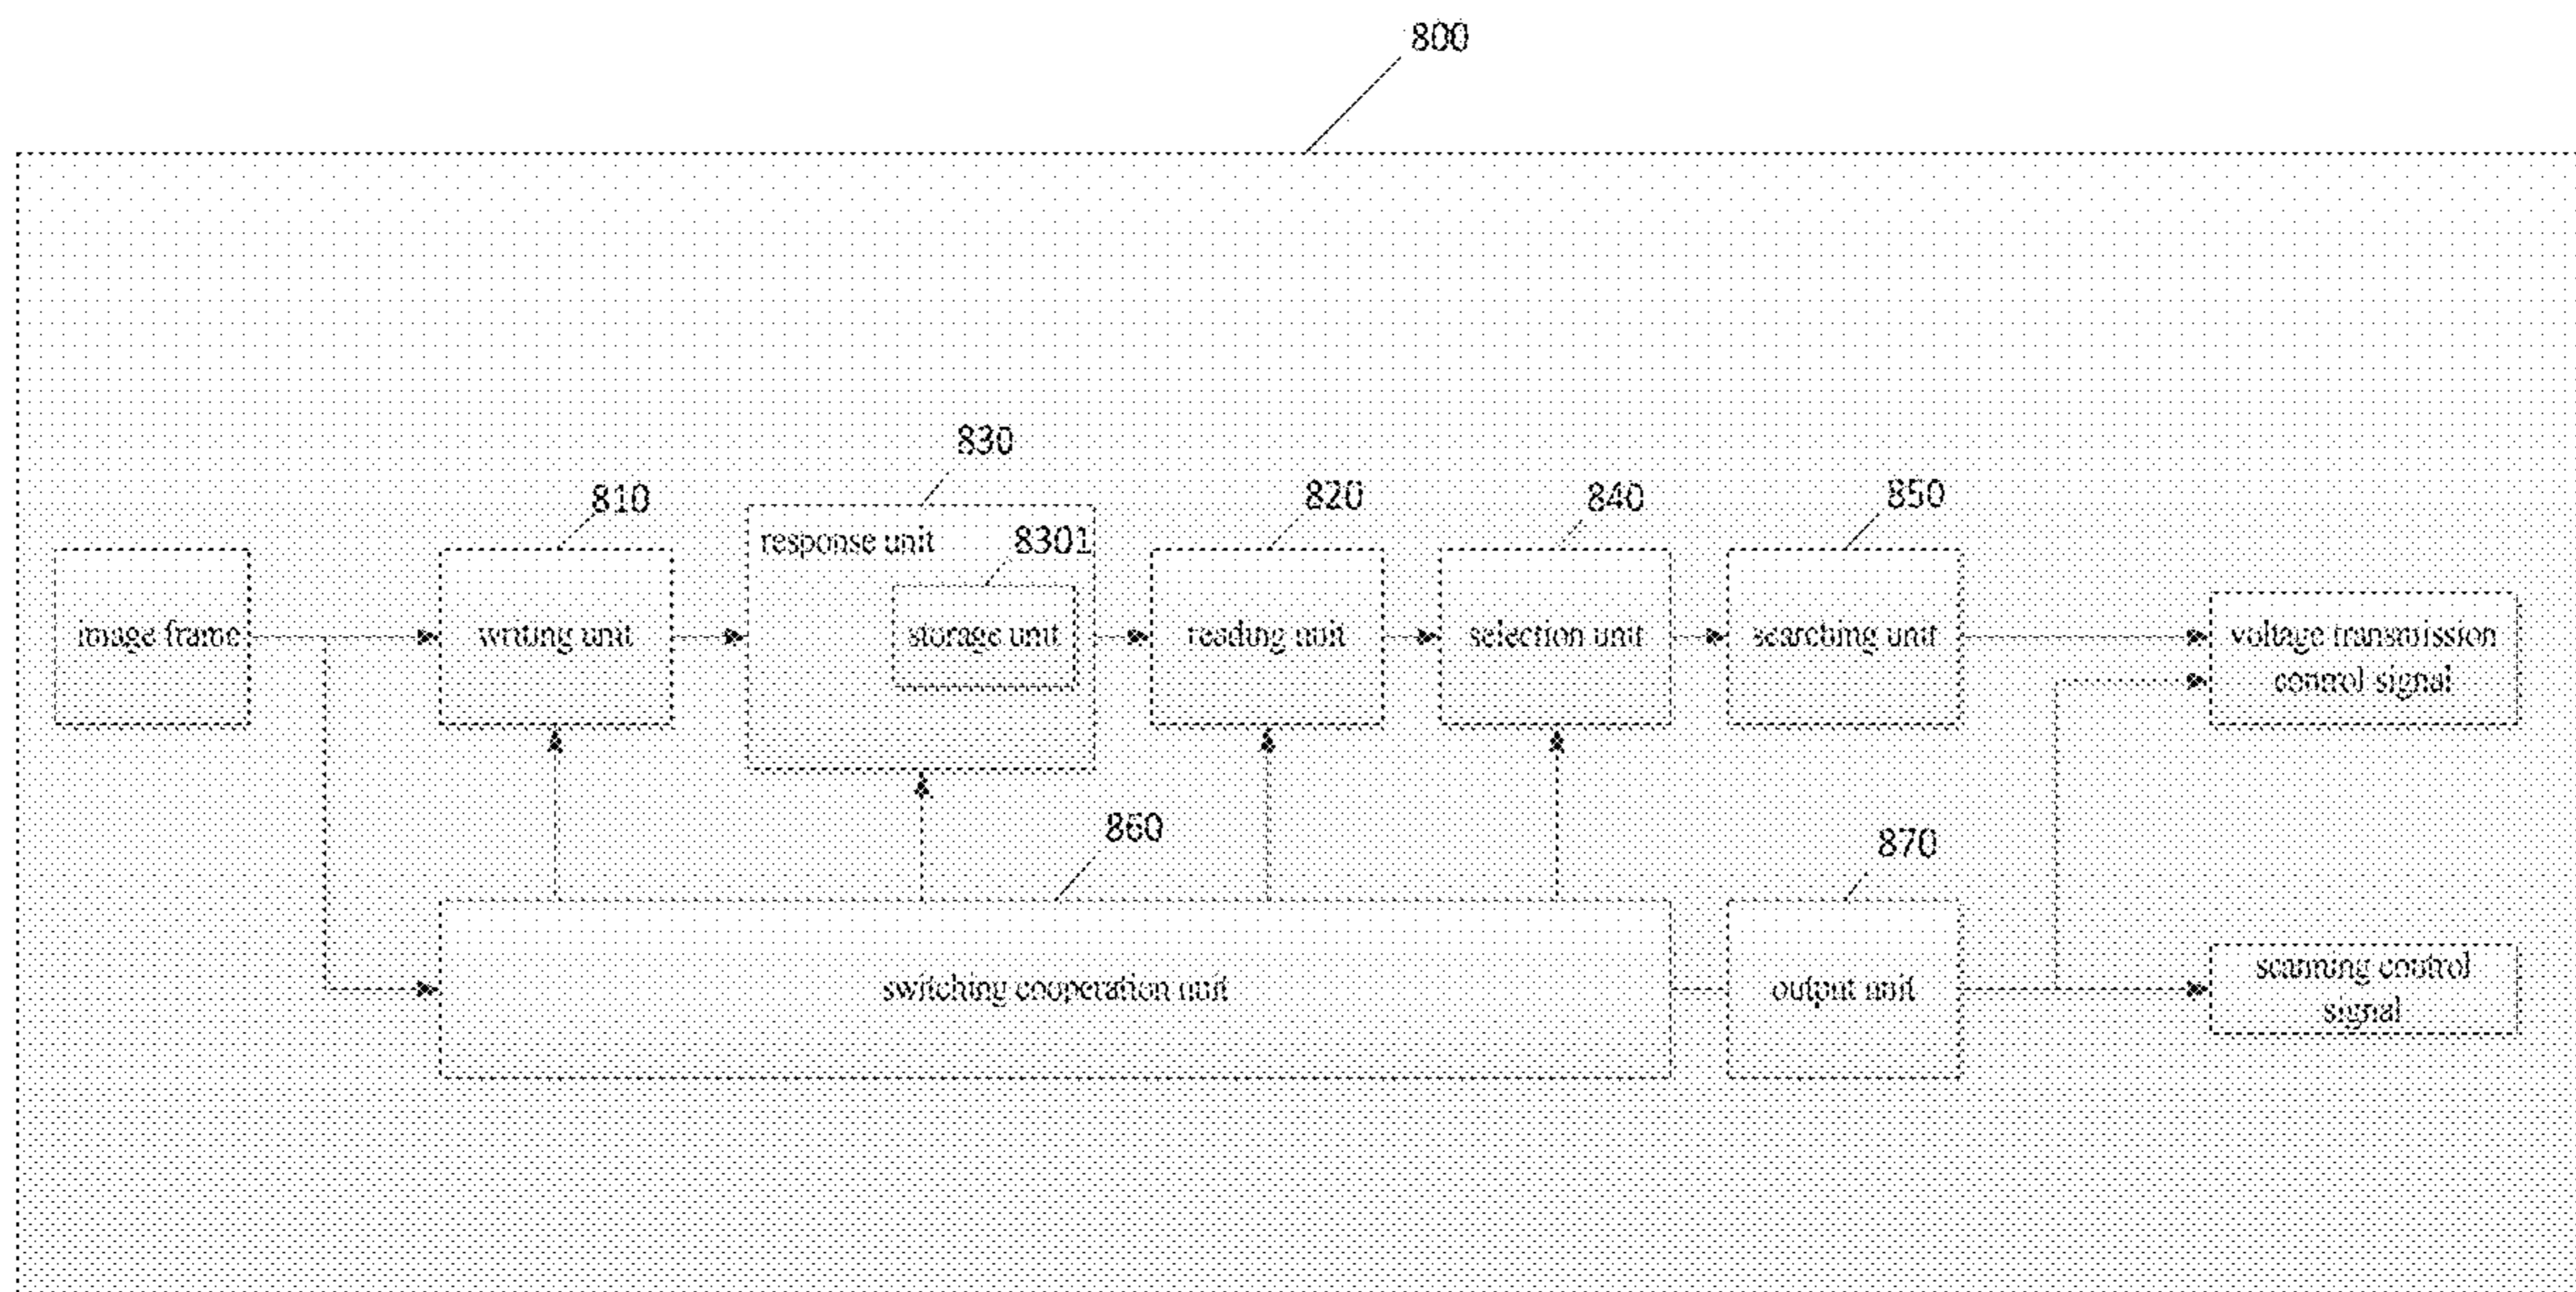 800
830
810
820
840
850
response unit
8301
image frame
writing unit
storage unit
reading unit
selection unit
searching unit
voltage transmission
control signal
860
870
switching cooperation unit
output unit
scanning control
signal